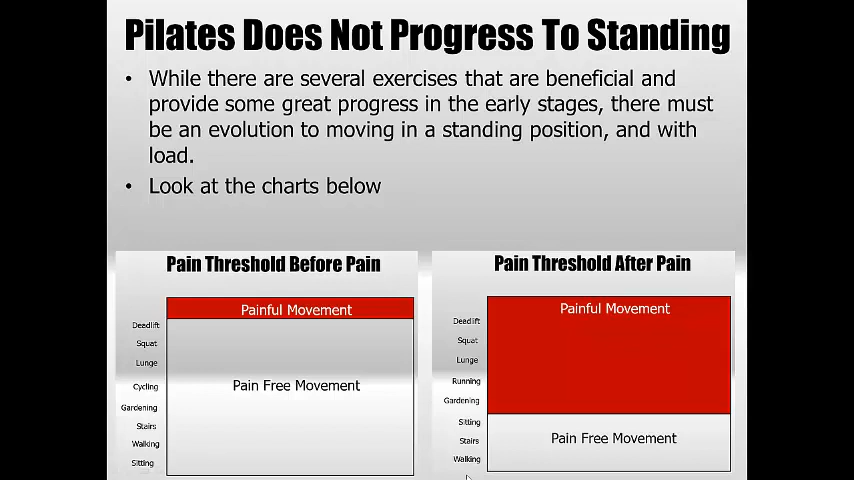 Pilates Does Not Progress To Standing
• While there are several exercises that are beneficial and
provide some great progress in the early stages, there must
be an evolution to moving in a standing position, and with
load.
• Look at the charts below
Pain Threshold Before Pain
Painful Movement
Deadlift
Squat
Lunge
Cycling
Pain Free Movement
Gardening
Stairs
Walking
Sitting
Pain Threshold After Pain
Painful Movement
Deadlift
Squat
Lunge
Running
Gardening
Sitting
Stairs
Pain Free Movement
Walking